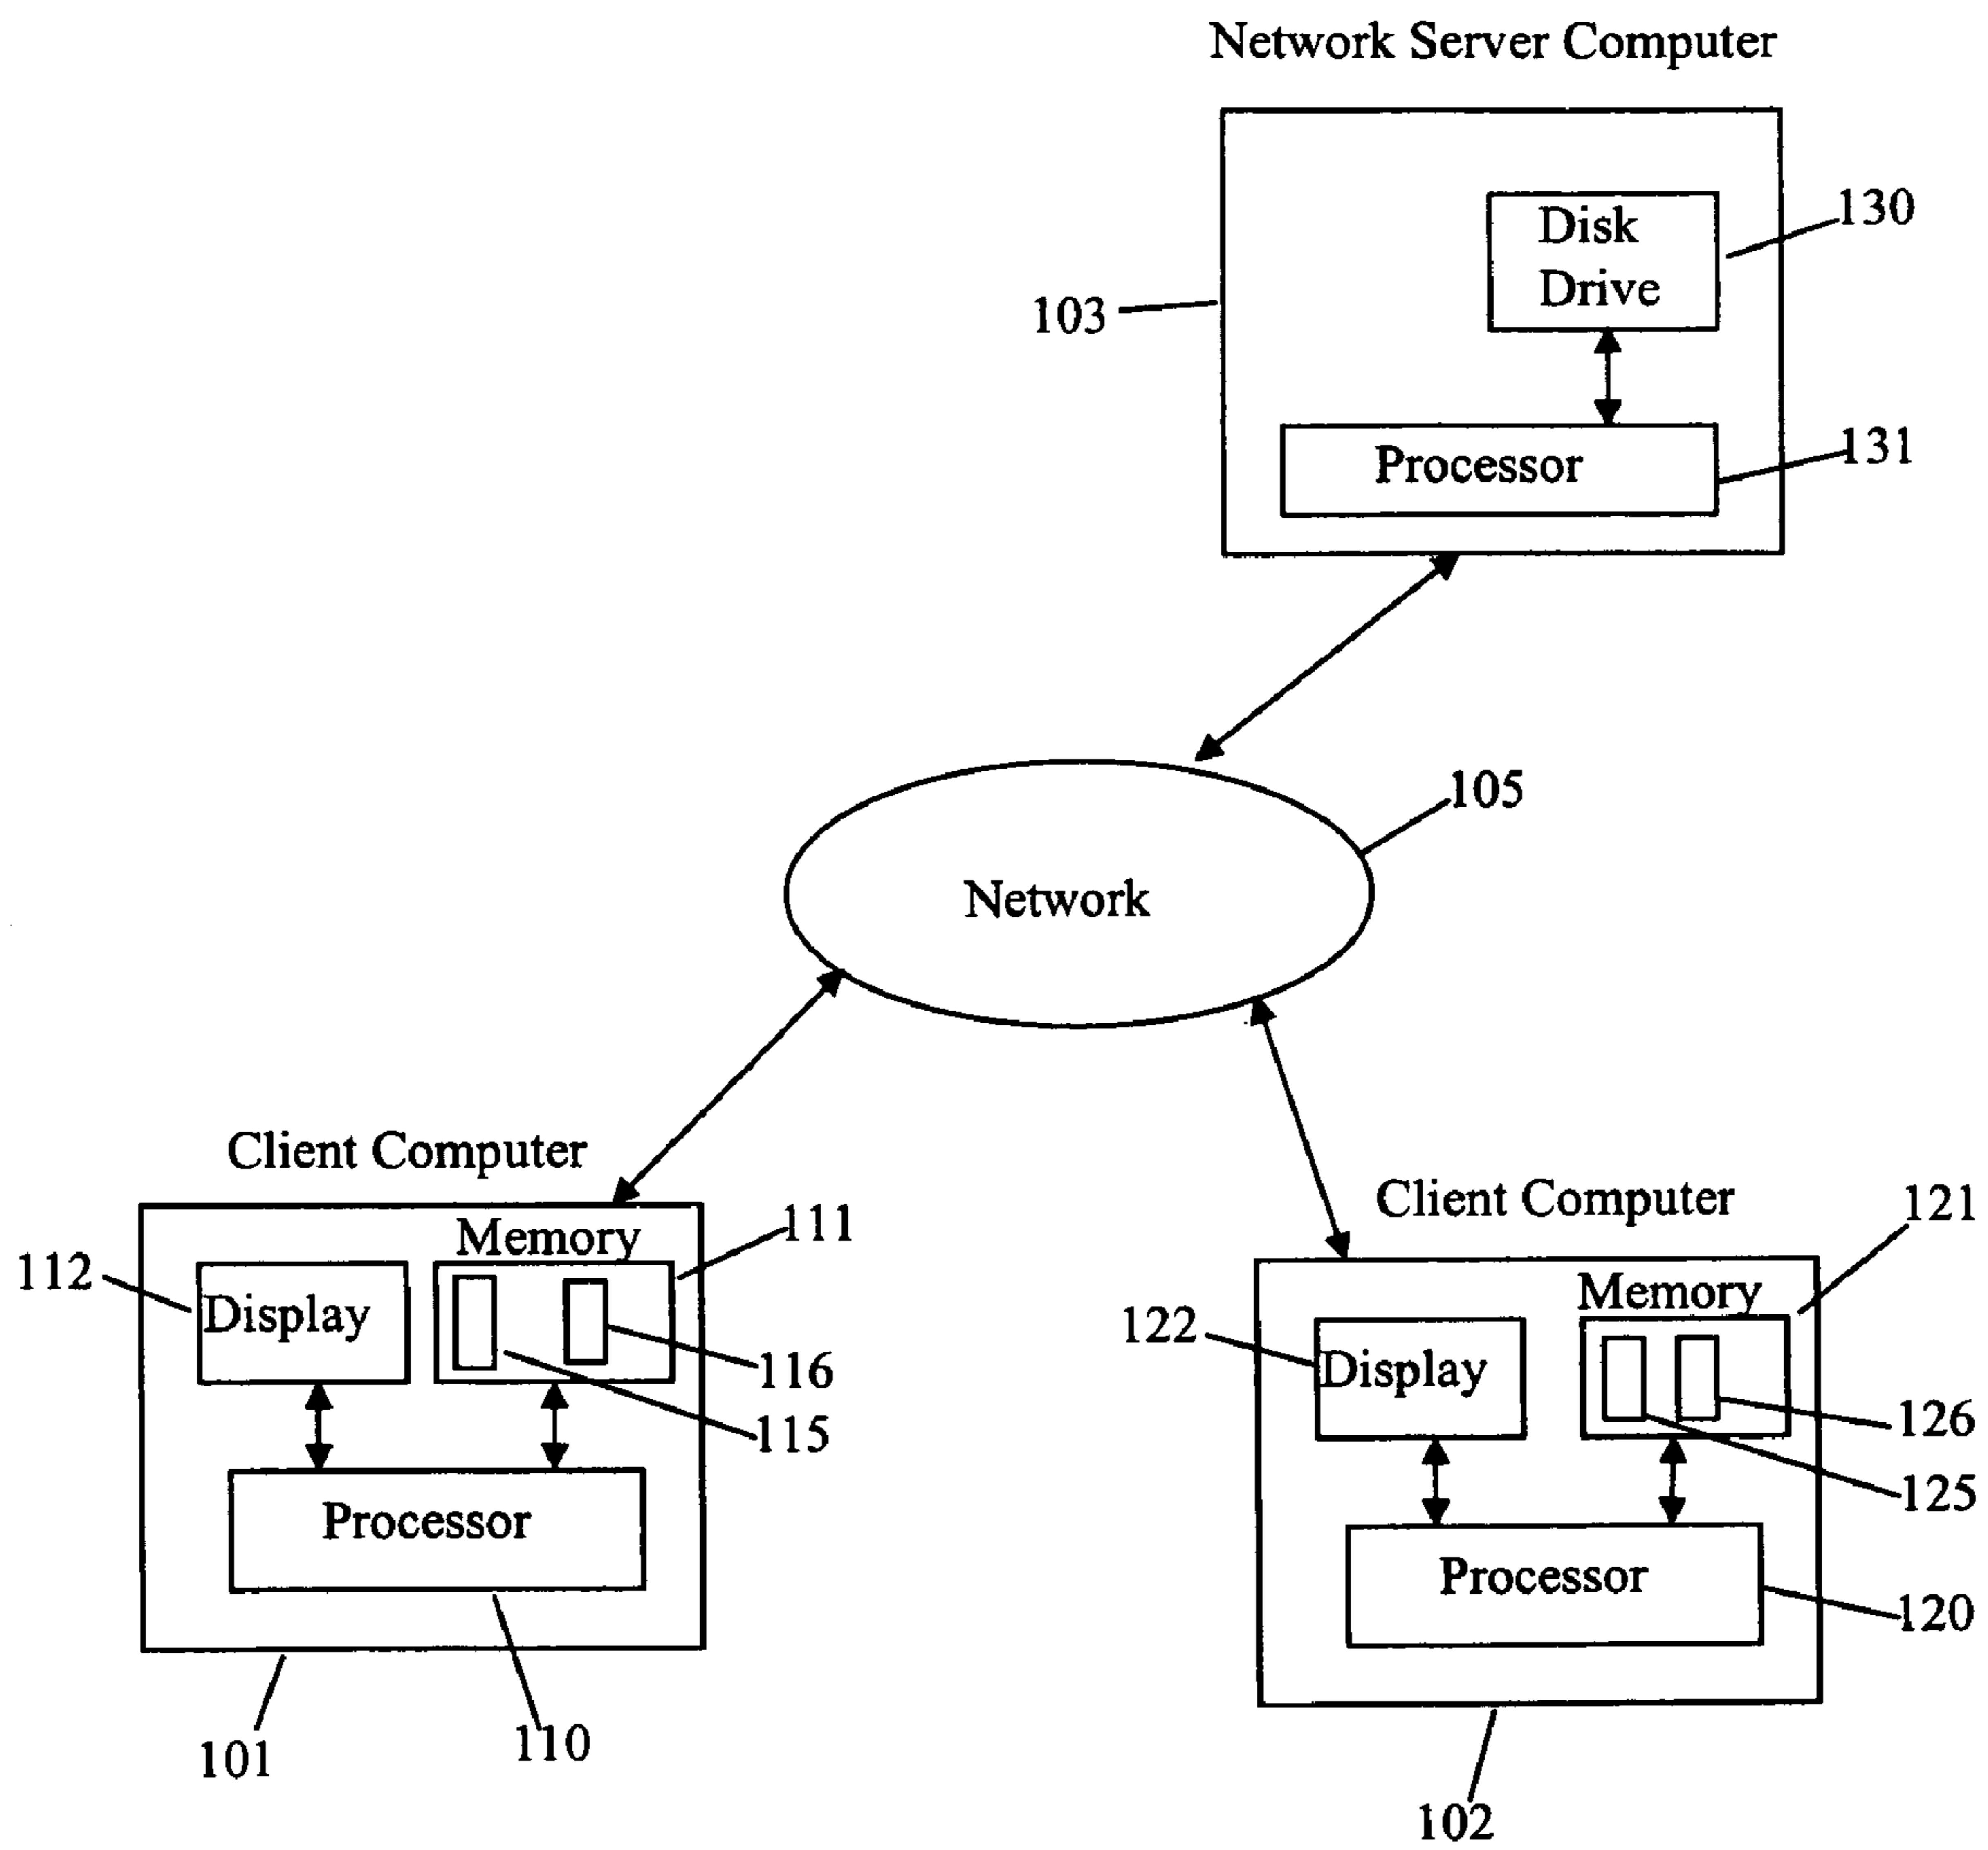 Network Server Computer
Disk
Drive
130
103
Processor
131
105
Network
Client Computer
Memory
111
112
Display
116
115
Processor
101
110
Client Computer
121
Memory
122
Display
126
125
Processor
120
102